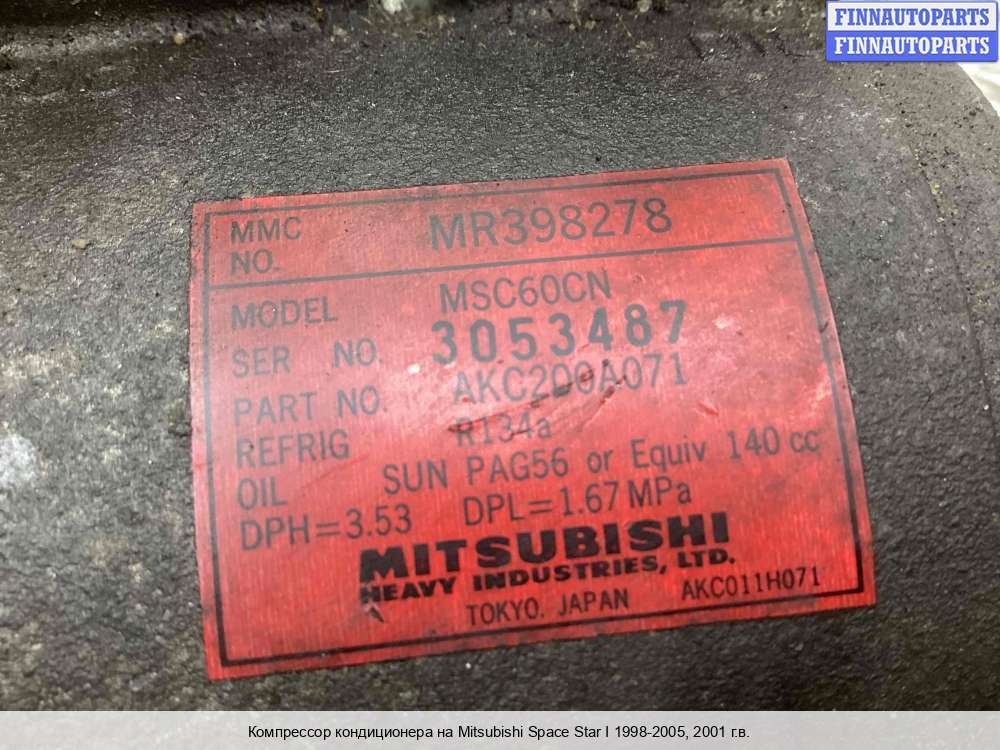 FINNAUTOPARTS
FINNAUTOPARTS
MMC NO. MR398278
MODEL MSC60CN
SER NO. 3053487
PART NO. AKC200A071
REFRIG R134a
OIL SUN PAG56 or Equiv 140 cc
DPH=3.53 DPL=1.67 MPa
MITSUBISHI
HEAVY INDUSTRIES, LTD.
TOKYO. JAPAN AKC011H071
Компрессор кондиционера на Mitsubishi Space Star I 1998-2005, 2001 г.в.